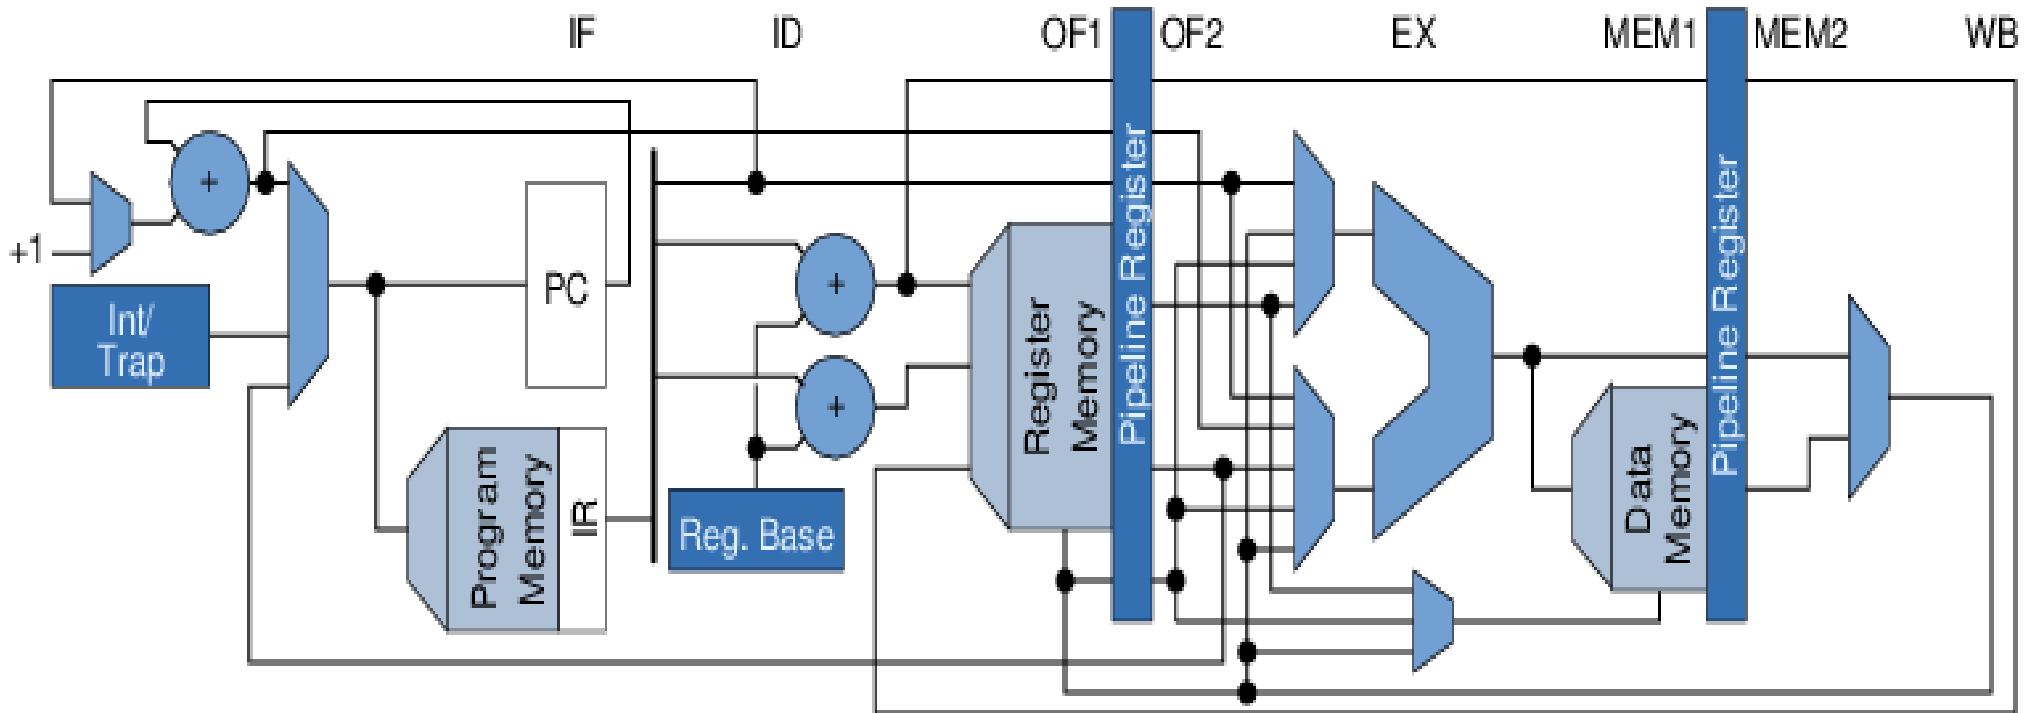 IF
ID
OF1
OF2
EX
MEM1
MEM2
WB
+
+1
Int/
Trap
PC
Program
Memory
IR
+
+
Reg. Base
Register
Memory
Pipeline Register
Data
Memory
Pipeline Register